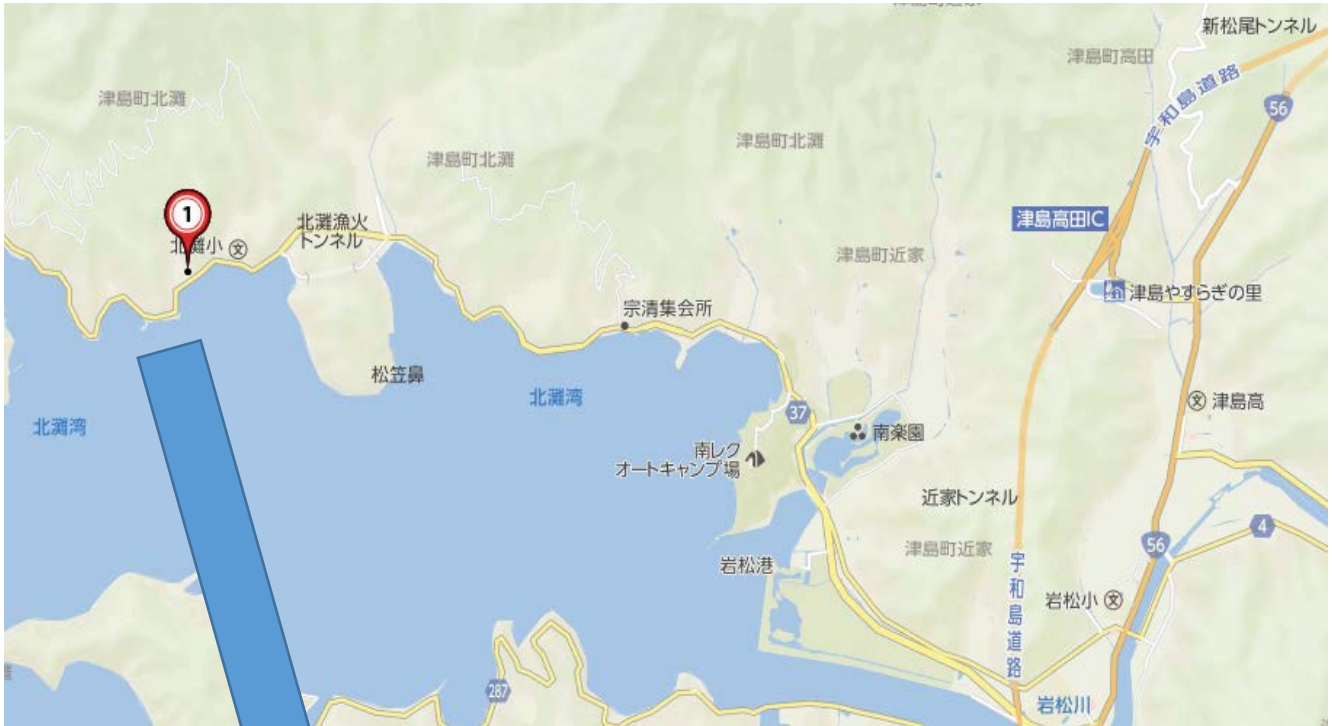 新松尾トンネル
津島町高田
宇和島道路
56
津島町北灘
津島町北灘
津島町北灘
1
北灘小
文
北灘漁火
トンネル
津島高田IC
津島町近家
津島やすらぎの里
宗清集会所
松笠鼻
北灘湾
北灘湾
37
南楽園
文
津島高
南レク
オートキャンプ場
近家トンネル
4
56
津島町近家
岩松港
宇和島道路
岩松小
文
287
岩松川